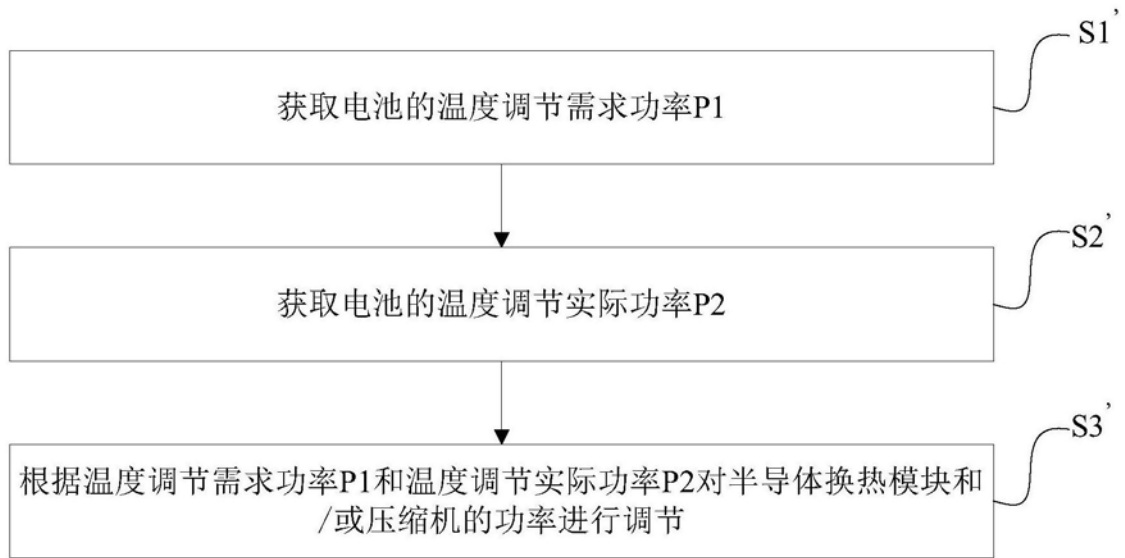 S1’
获取电池的温度调节需求功率P1
S2’
获取电池的温度调节实际功率P2
S3’
根据温度调节需求功率P1和温度调节实际功率P2对半导体换热模块和
/或压缩机的功率进行调节